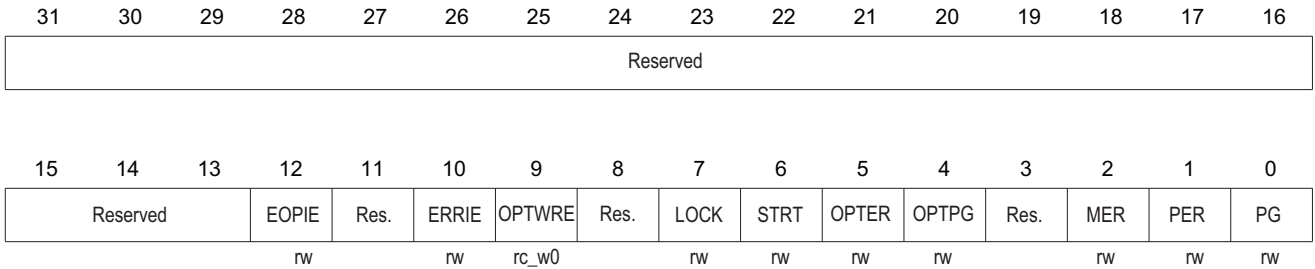 31 30 29 28 27 26 25 24 23 22 21 20 19 18 17 16
Reserved
15 14 13 12 11 10 9 8 7 6 5 4 3 2 1 0
Reserved EOPIE Res. ERRIE OPTWRE Res. LOCK STRT OPTER OPTPG Res. MER PER PG
rw rw rc_w0 rw rw rw rw rw rw rw